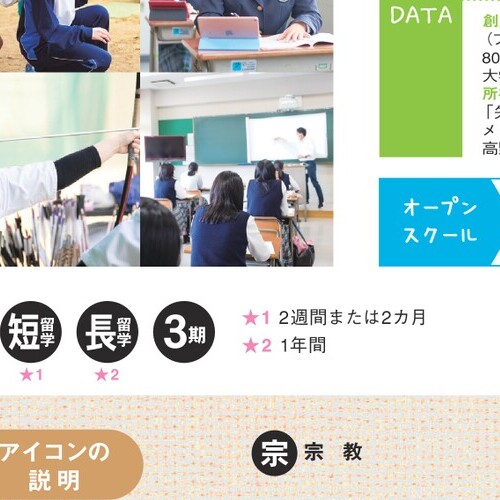 DATA
創
（
80
大
所
「
メ
高
オープン
スクール
短留学
長留学
3期
★1 2週間または2カ月
★2 1年間
★1
★2
アイコンの
説明
宗 宗 教